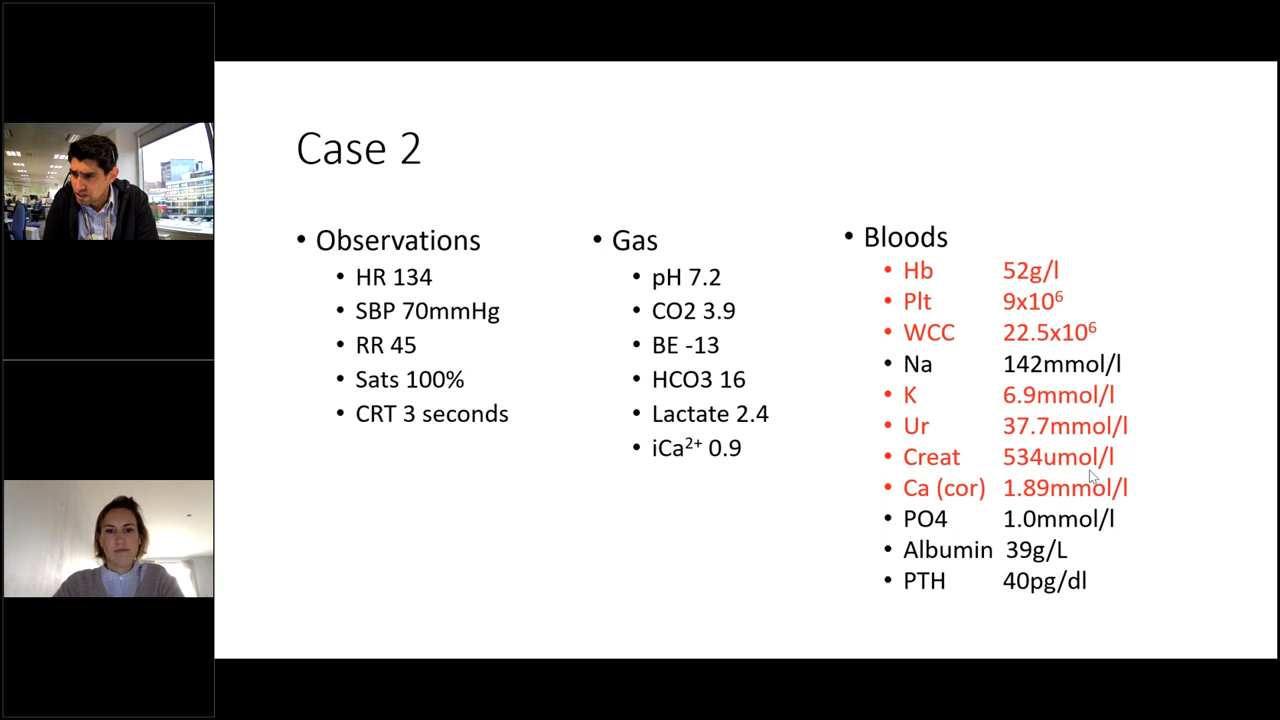 Case 2
• Observations
• HR 134
• SBP 70mmHg
• RR 45
• Sats 100%
• CRT 3 seconds
• Gas
• pH 7.2
• CO2 3.9
• BE -13
• HCO3 16
• Lactate 2.4
• iCa²⁺ 0.9
• Bloods
• Hb 52g/l
• Plt 9x10⁶
• WCC 22.5x10⁶
• Na 142mmol/l
• K 6.9mmol/l
• Ur 37.7mmol/l
• Creat 534umol/l
• Ca (cor) 1.89mmol/l
• PO4 1.0mmol/l
• Albumin 39g/L
• PTH 40pg/dl